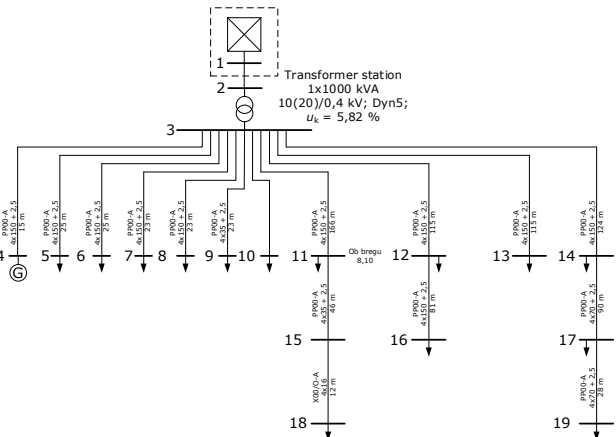 1
Transformer station
1x1000 kVA
2
10(20)/0,4 kV; Dyn5;
uk = 5,82 %
3
PP00-A
4x150 + 2,5
15 m
PP00-A
4x150 + 2,5
25 m
PP00-A
4x150 + 2,5
25 m
PP00-A
4x150 + 2,5
23 m
PP00-A
4x150 + 2,5
23 m
PP00-A
4x35 + 2,5
23 m
PP00-A
4x150 + 2,5
166 m
PP00-A
4x150 + 2,5
115 m
PP00-A
4x150 + 2,5
113 m
PP00-A
4x150 + 2,5
124 m
4
5
6
7
8
9
10
11
Ob bregu
8,10
12
13
14
G
PP00-A
4x35 + 2,5
46 m
PP00-A
4x150 + 2,5
81 m
PP00-A
4x70 + 2,5
90 m
15
16
17
X00/O-A
4x16
12 m
PP00-A
4x70 + 2,5
28 m
18
19